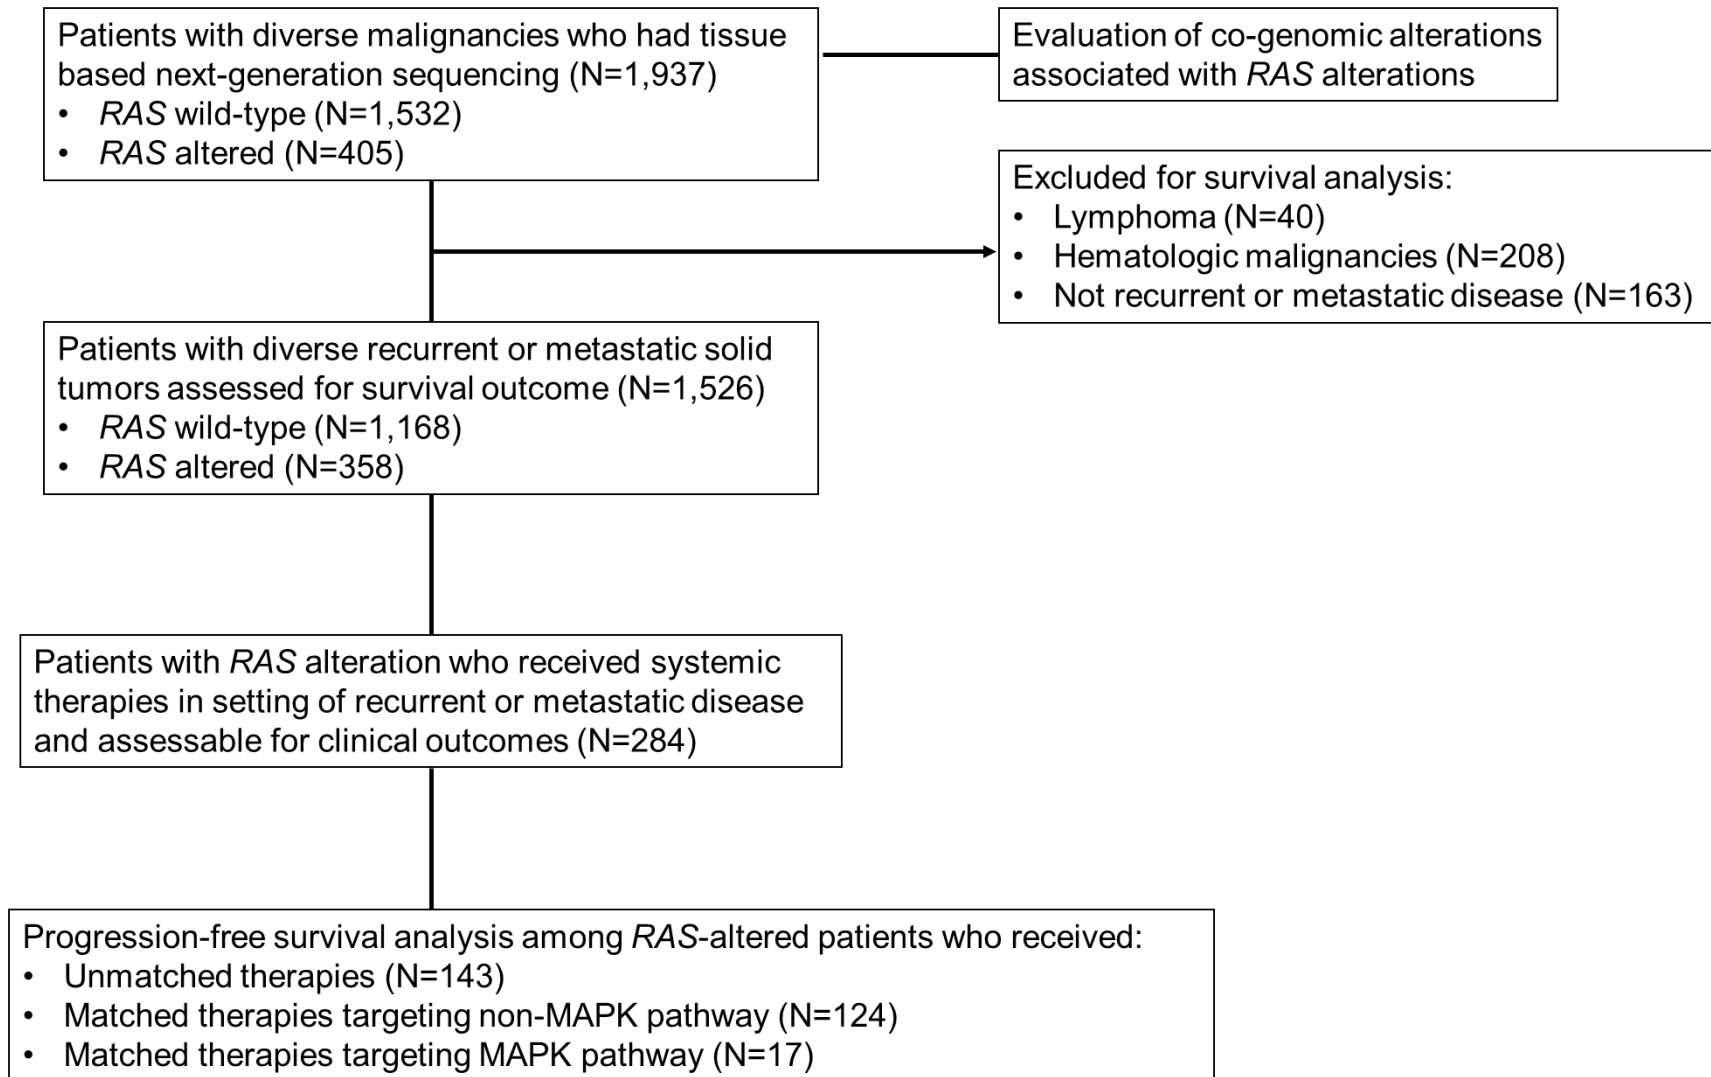 Patients with diverse malignancies who had tissue
based next-generation sequencing (N=1,937)
• RAS wild-type (N=1,532)
• RAS altered (N=405)
Evaluation of co-genomic alterations
associated with RAS alterations
Excluded for survival analysis:
• Lymphoma (N=40)
• Hematologic malignancies (N=208)
• Not recurrent or metastatic disease (N=163)
Patients with diverse recurrent or metastatic solid
tumors assessed for survival outcome (N=1,526)
• RAS wild-type (N=1,168)
• RAS altered (N=358)
Patients with RAS alteration who received systemic
therapies in setting of recurrent or metastatic disease
and assessable for clinical outcomes (N=284)
Progression-free survival analysis among RAS-altered patients who received:
• Unmatched therapies (N=143)
• Matched therapies targeting non-MAPK pathway (N=124)
• Matched therapies targeting MAPK pathway (N=17)